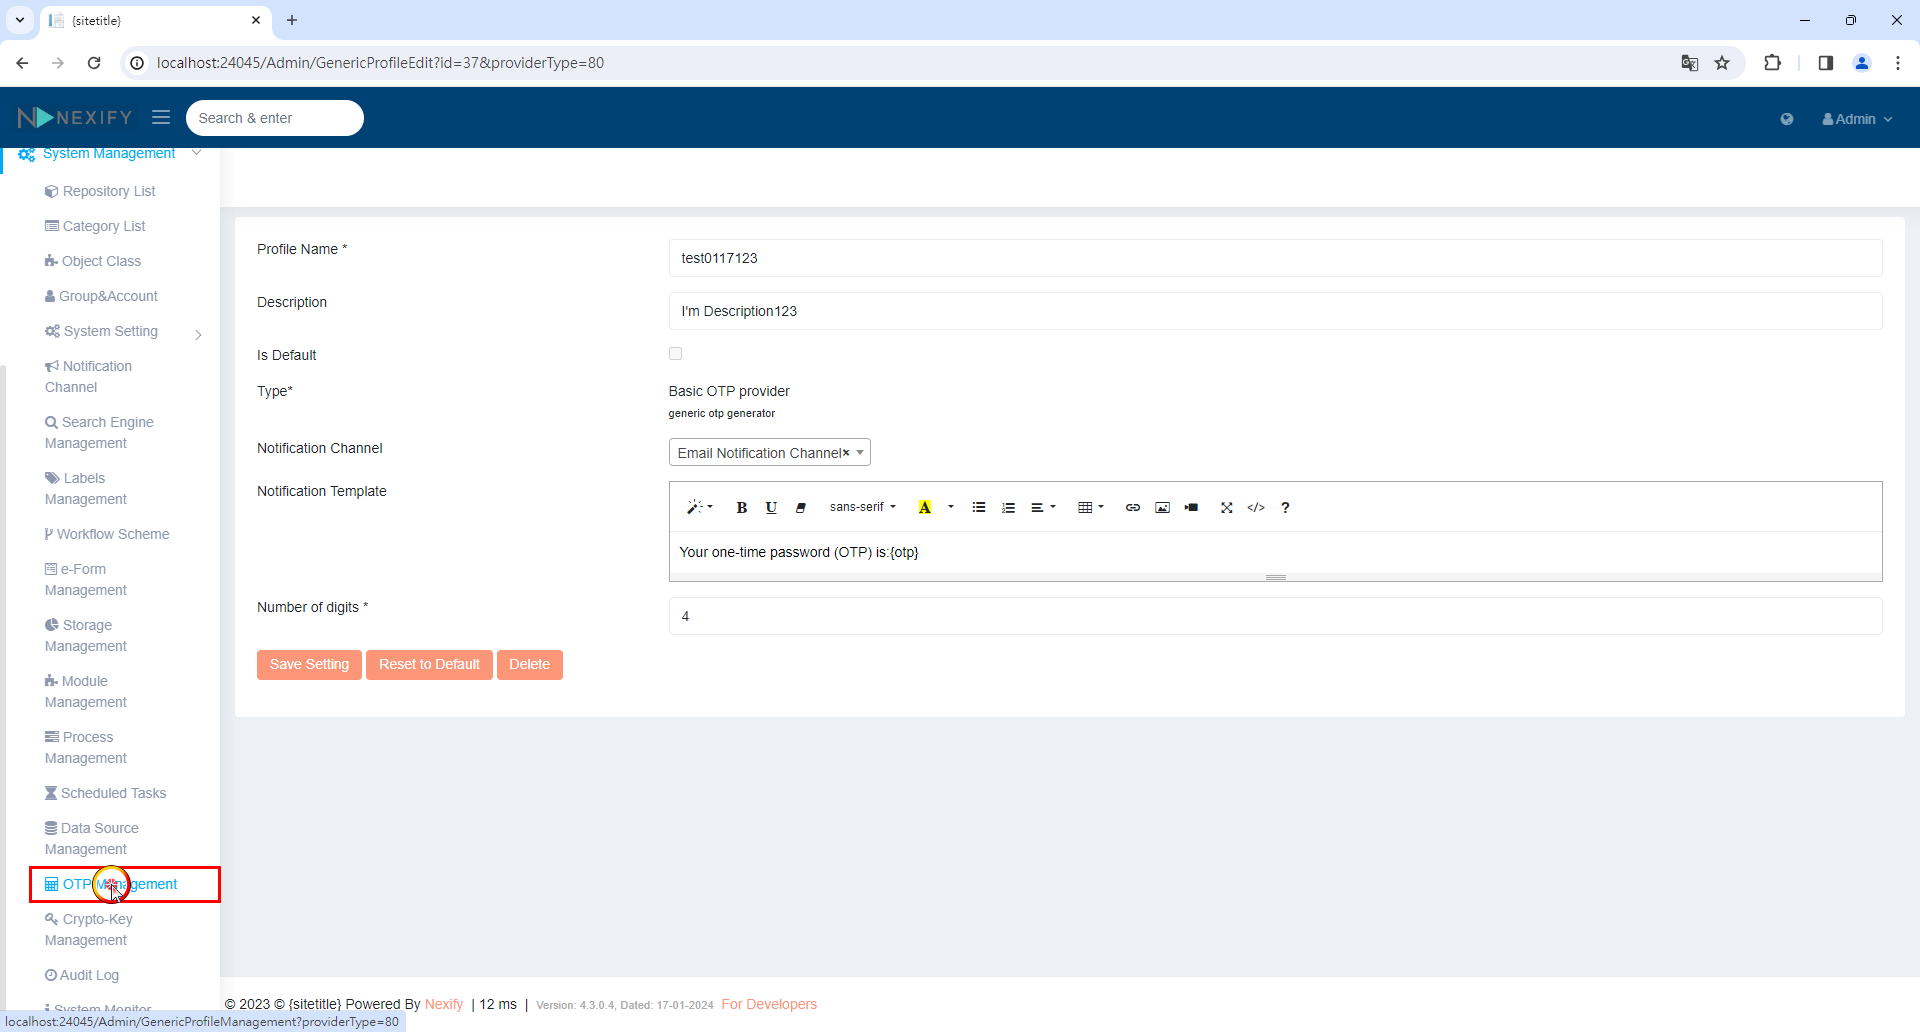 {sitetitle}
localhost:24045/Admin/GenericProfileEdit?id=37&providerType=80
NEXIFY
Search & enter
Admin
System Management
Repository List
Category List
Object Class
Group&Account
System Setting
Notification
Channel
Search Engine
Management
Labels
Management
Workflow Scheme
e-Form
Management
Storage
Management
Module
Management
Process
Management
Scheduled Tasks
Data Source
Management
OTP Management
Crypto-Key
Management
Audit Log
System Monitor
Profile Name *
test0117123
Description
I'm Description123
Is Default
Type*
Basic OTP provider
generic otp generator
Notification Channel
Email Notification Channel×
Notification Template
B U sans-serif A </> ?
Your one-time password (OTP) is:{otp}
Number of digits *
4
Save Setting Reset to Default Delete
© 2023 © {sitetitle} Powered By Nexify | 12 ms | Version: 4.3.0.4, Dated: 17-01-2024 For Developers
localhost:24045/Admin/GenericProfileManagement?providerType=80